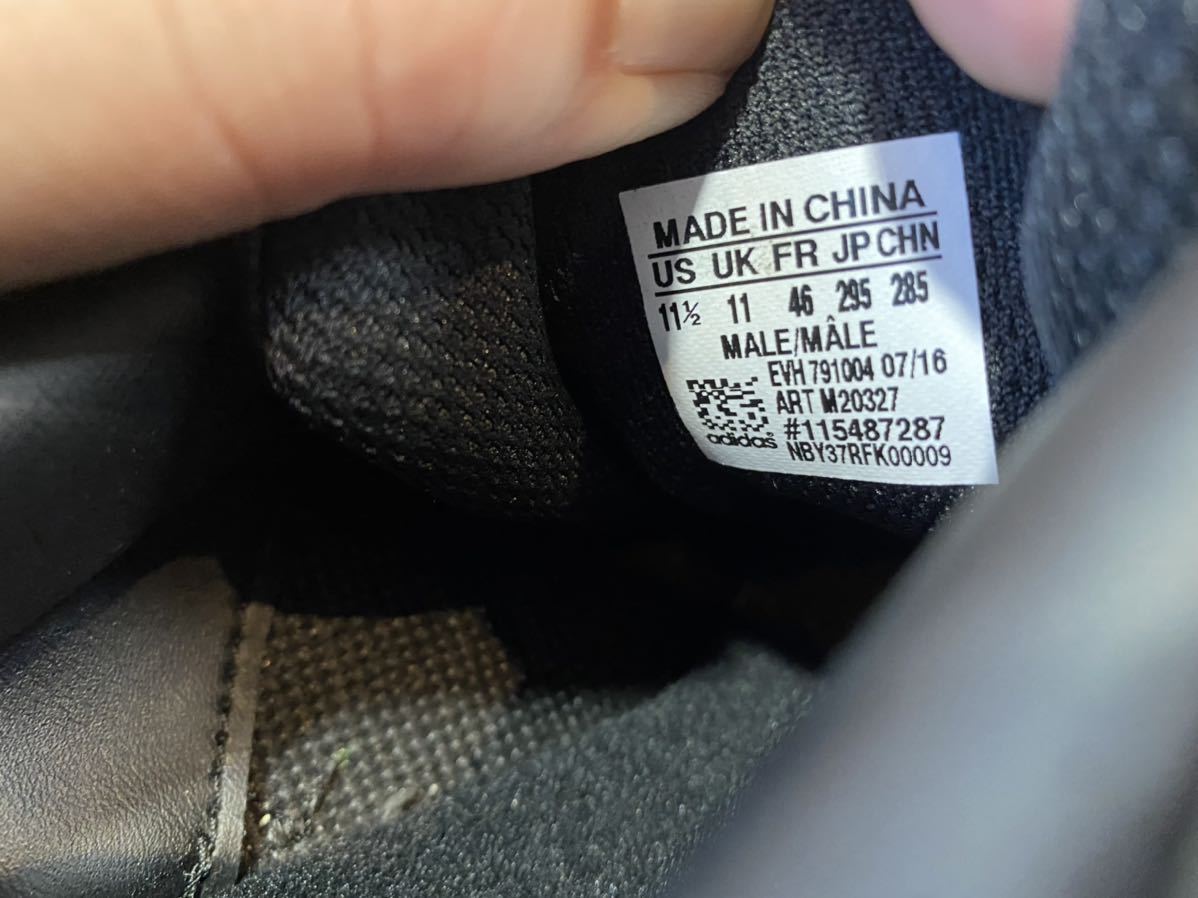 MADE IN CHINA
US UK FR JP CHN
11½ 11 46 295 285
MALE/MÂLE
EVH 791004 07/16
ART M20327
#115487287
adidas
NBY37RFK00009